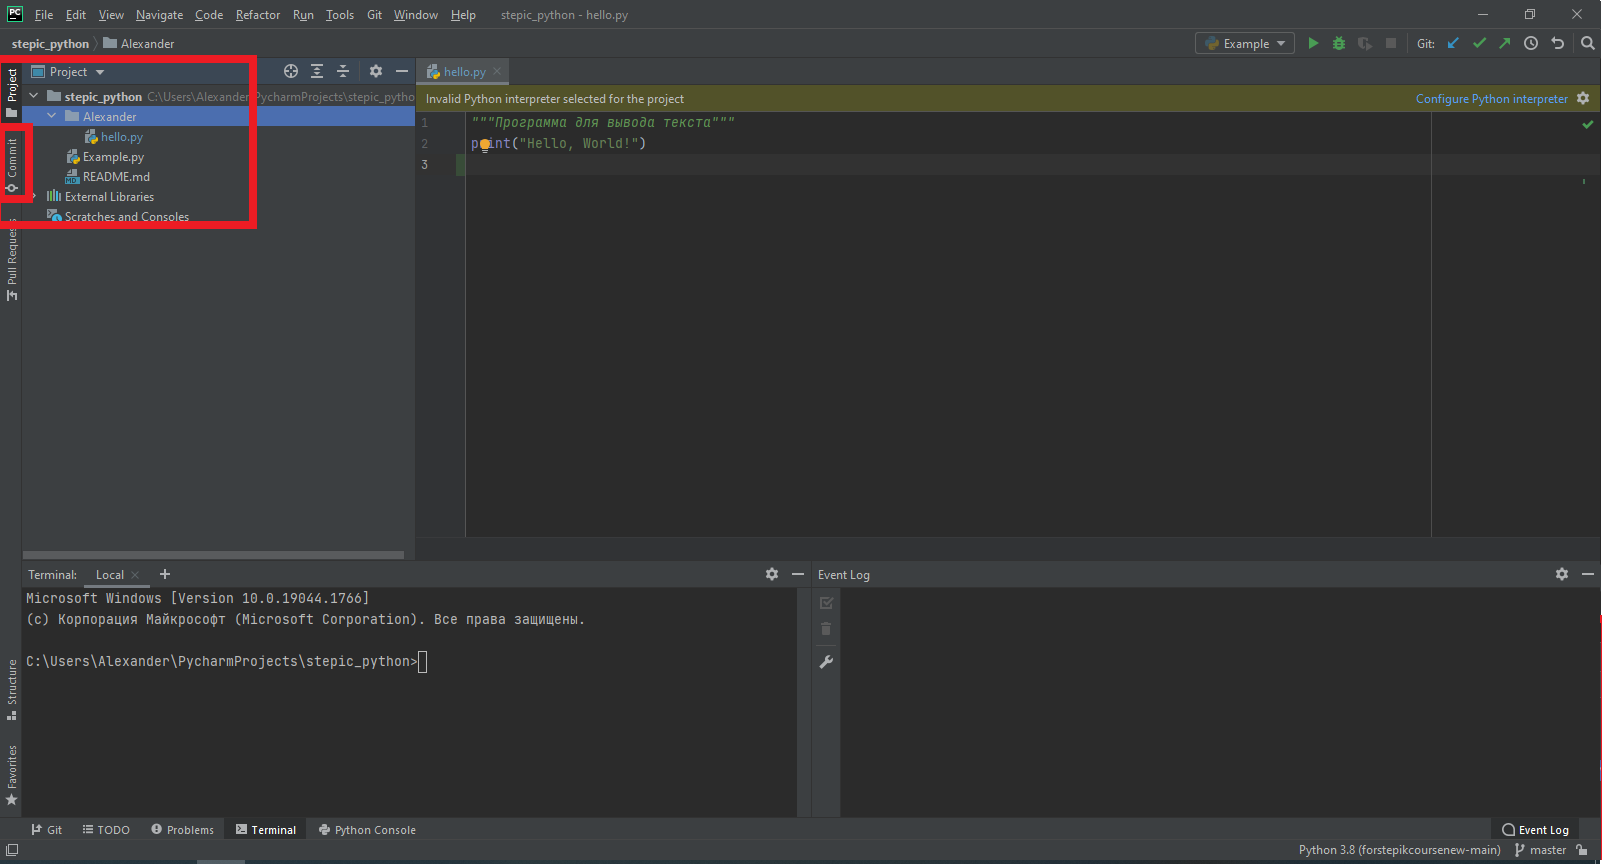 PC File Edit View Navigate Code Refactor Run Tools Git Window Help stepic_python - hello.py
stepic_python Alexander Example Git:
Project
Project
stepic_python C:\Users\Alexander\PycharmProjects\stepic_pytho
Alexander
hello.py
Example.py
README.md
External Libraries
Scratches and Consoles
Commit
Pull Requests
hello.py
Invalid Python interpreter selected for the project Configure Python interpreter
1 """Программа для вывода текста"""
2 print("Hello, World!")
3
Terminal: Local
Microsoft Windows [Version 10.0.19044.1766]
(c) Корпорация Майкрософт (Microsoft Corporation). Все права защищены.
C:\Users\Alexander\PycharmProjects\stepic_python>
Event Log
Structure
Favorites
Git TODO Problems Terminal Python Console Event Log
Python 3.8 (forstepikcoursenew-main) master